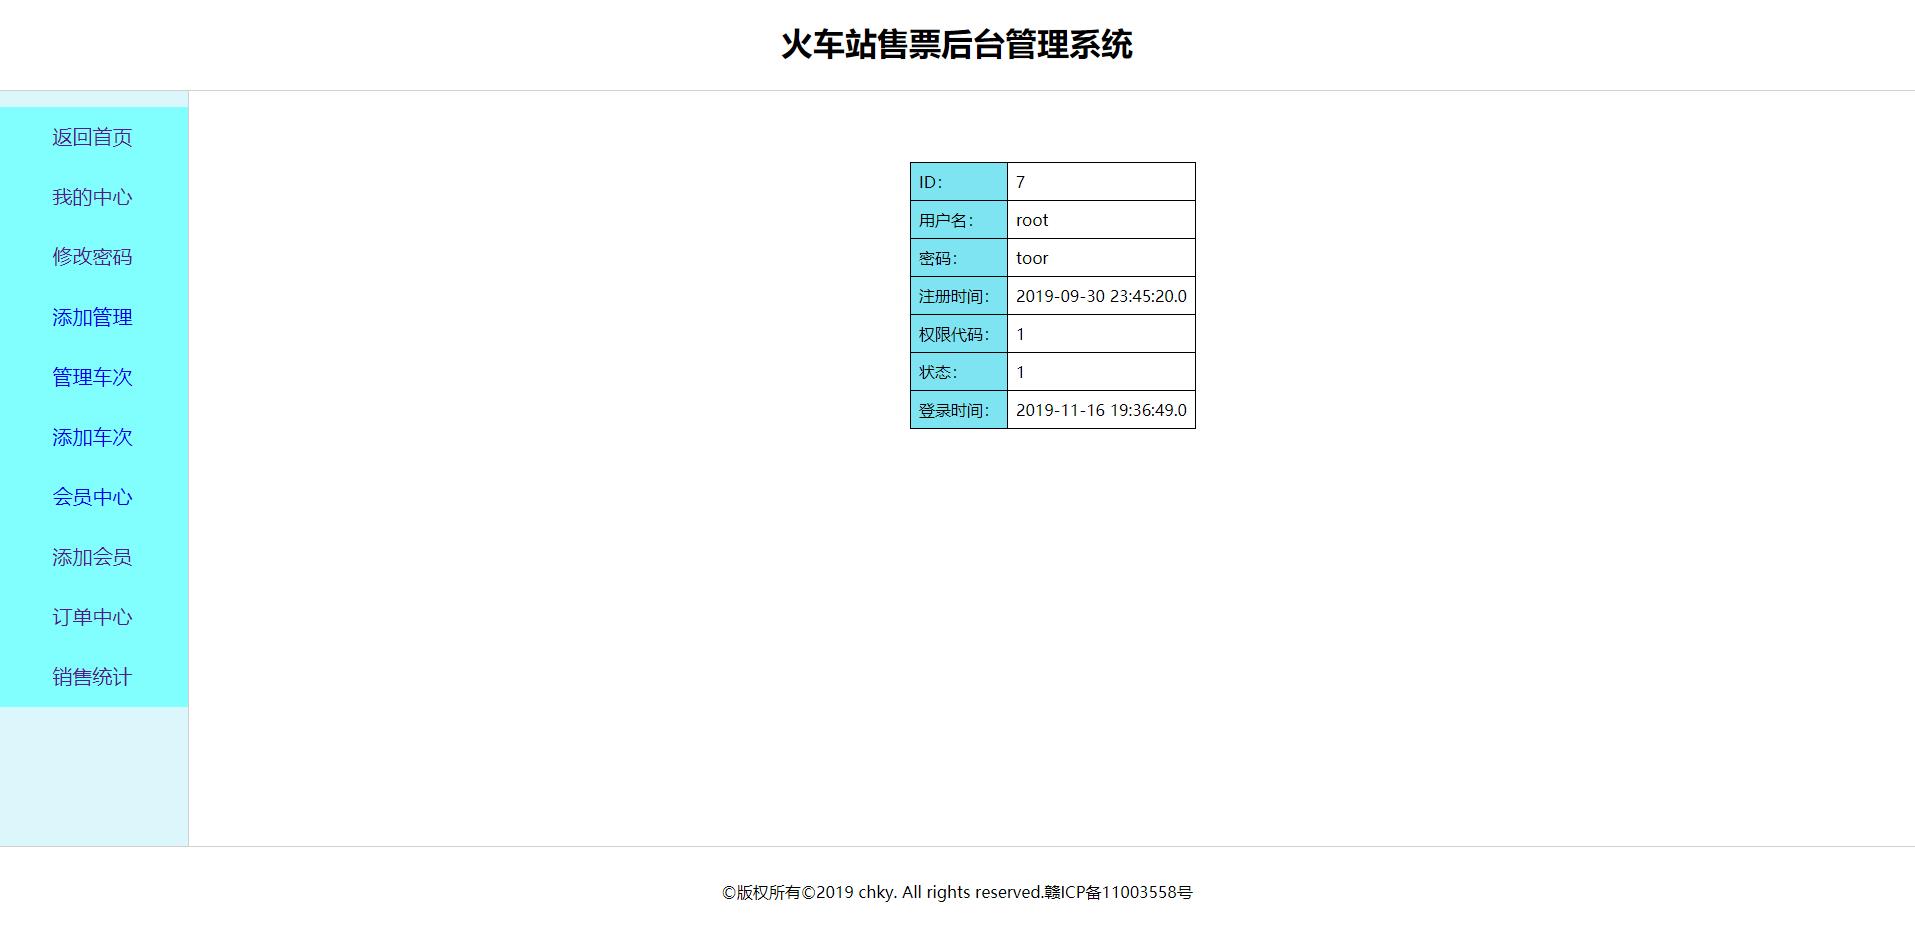 火车站售票后台管理系统
返回首页
我的中心
修改密码
添加管理
管理车次
添加车次
会员中心
添加会员
订单中心
销售统计
ID： 7
用户名： root
密码： toor
注册时间： 2019-09-30 23:45:20.0
权限代码： 1
状态： 1
登录时间： 2019-11-16 19:36:49.0
©版权所有©2019 chky. All rights reserved.赣ICP备11003558号